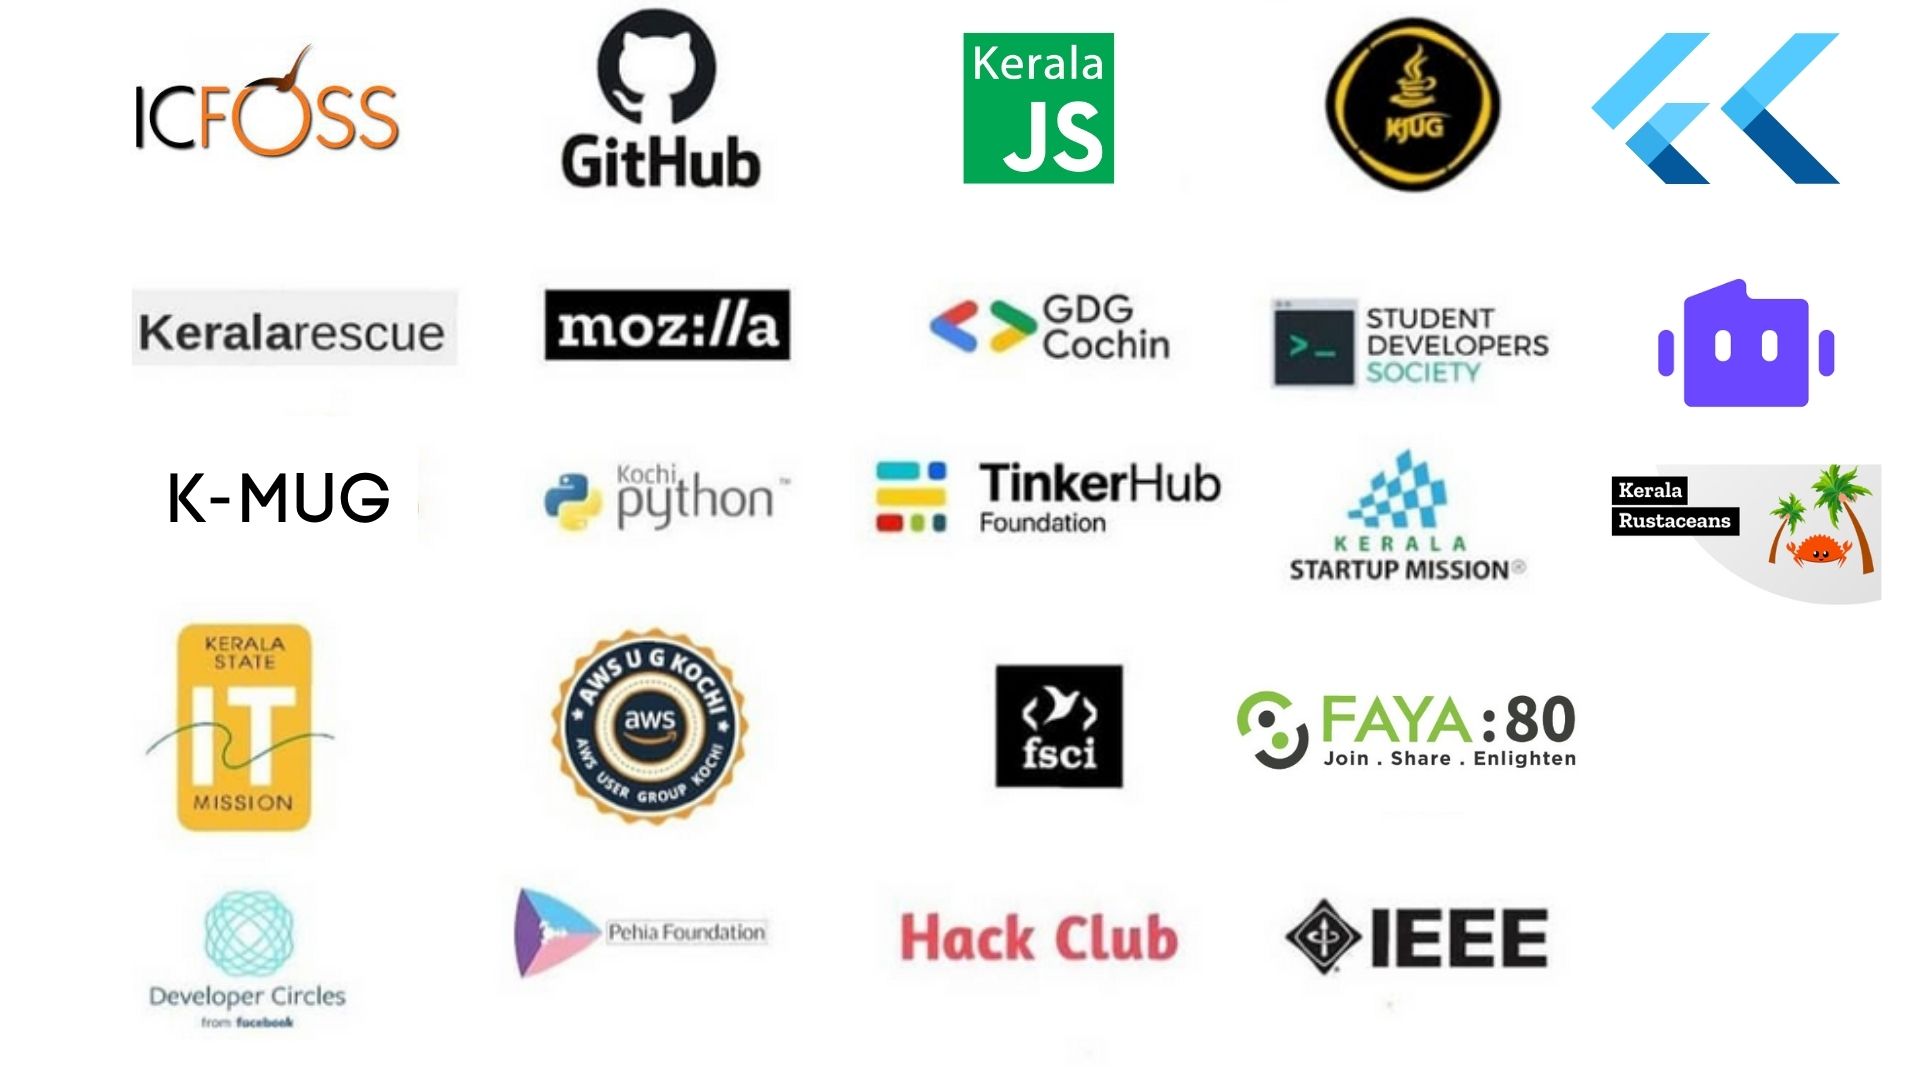 ICFOSS
GitHub
Kerala
JS
KJUG
Keralarescue
moz://a
GDG
Cochin
STUDENT
DEVELOPERS
SOCIETY
>_
K-MUG
Kochi
python™
TinkerHub
Foundation
KERALA
STARTUP MISSION®
Kerala
Rustaceans
KERALA
STATE
IT
MISSION
AWS U G KOCHI
aws
AWS USER GROUP KOCHI
fsci
FAYA:80
Join . Share . Enlighten
Developer Circles
from facebook
Pehia Foundation
Hack Club
IEEE